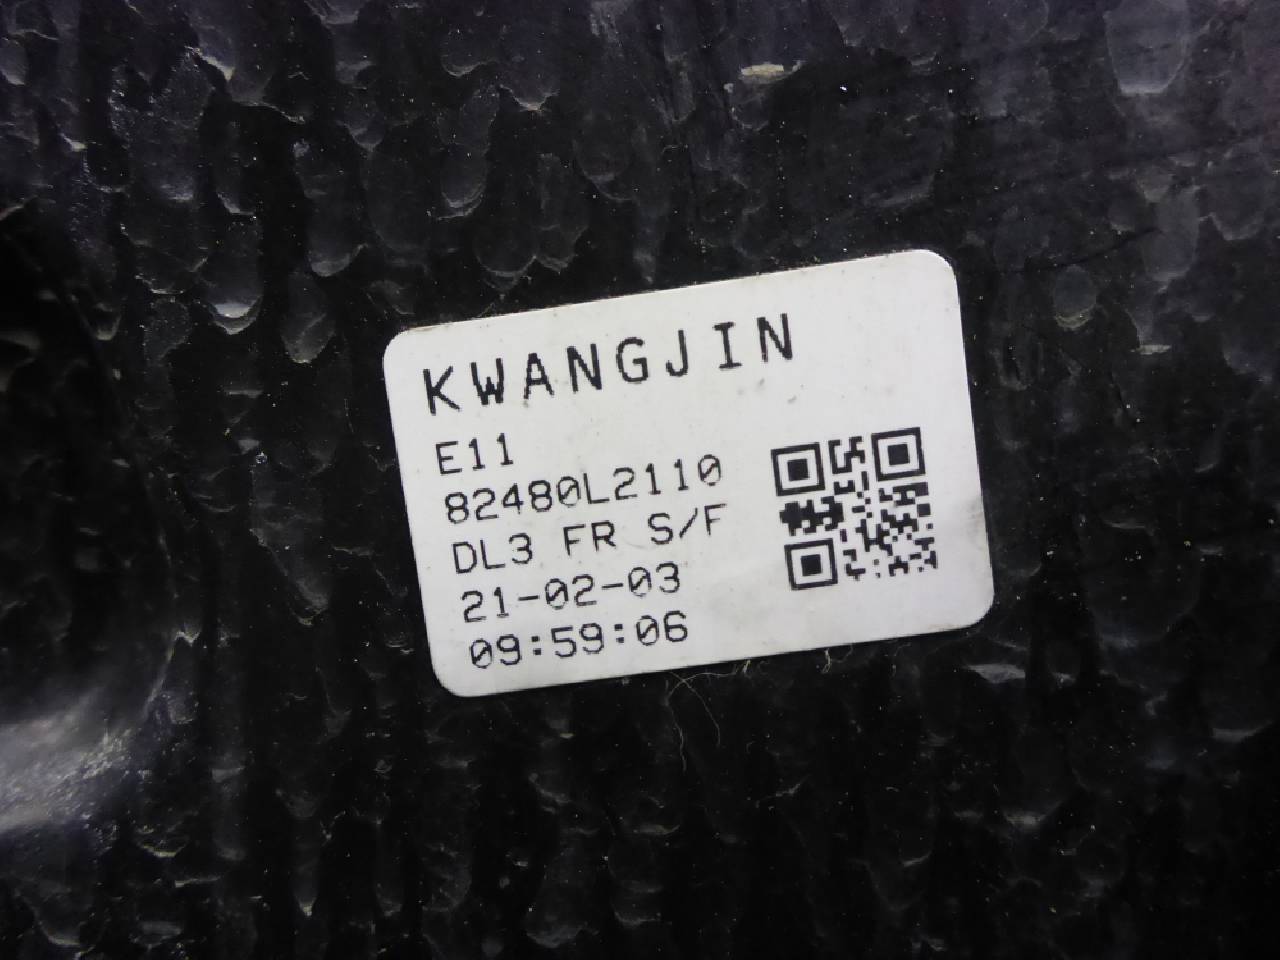 KWANGJIN
E11
82480L2110
DL3 FR S/F
21-02-03
09:59:06